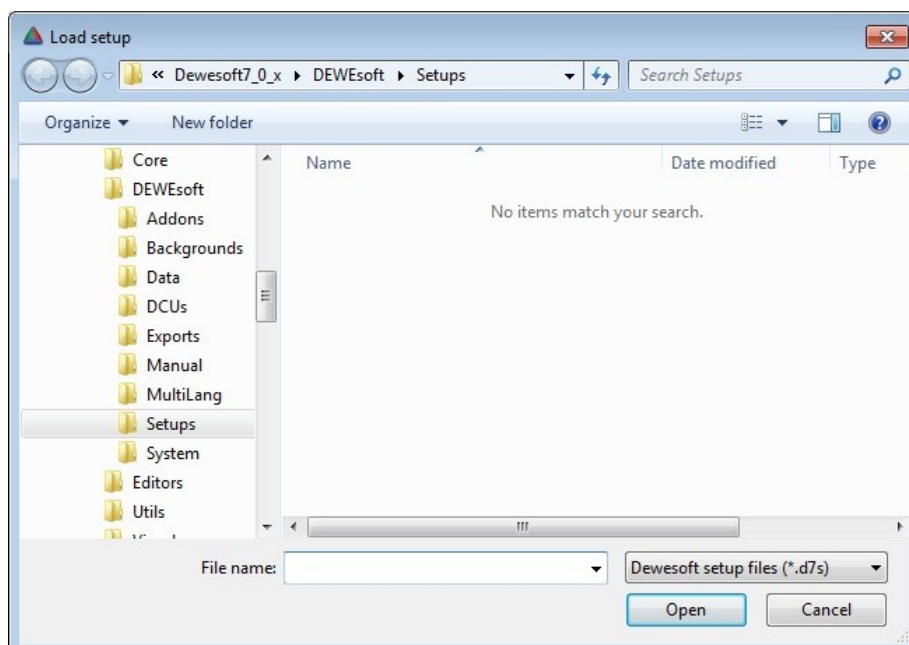 Load setup
« Dewesoft7_0_x ▸ DEWEsoft ▸ Setups
Search Setups
Organize
New folder
Core
DEWEsoft
Addons
Backgrounds
Data
DCUs
Exports
Manual
MultiLang
Setups
System
Editors
Utils
Name
Date modified
Type
No items match your search.
File name:
Dewesoft setup files (*.d7s)
Open
Cancel